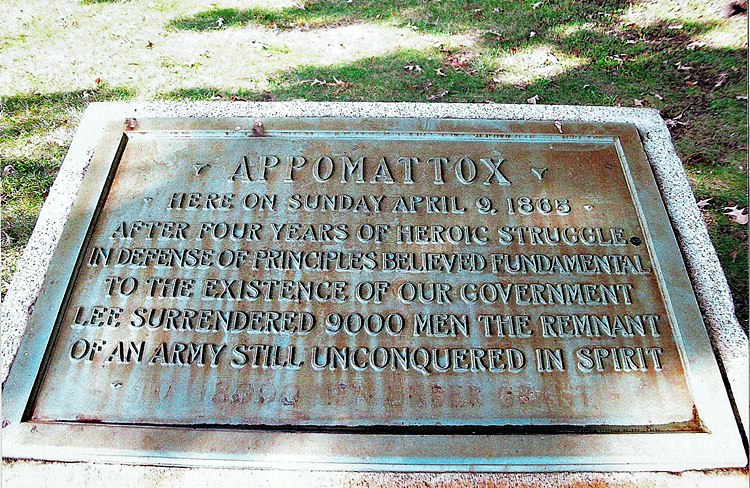 APPOMATTOX
HERE ON SUNDAY APRIL 9, 1865
AFTER FOUR YEARS OF HEROIC STRUGGLE
IN DEFENSE OF PRINCIPLES BELIEVED FUNDAMENTAL
TO THE EXISTENCE OF OUR GOVERNMENT
LEE SURRENDERED 9000 MEN THE REMNANT
OF AN ARMY STILL UNCONQUERED IN SPIRIT